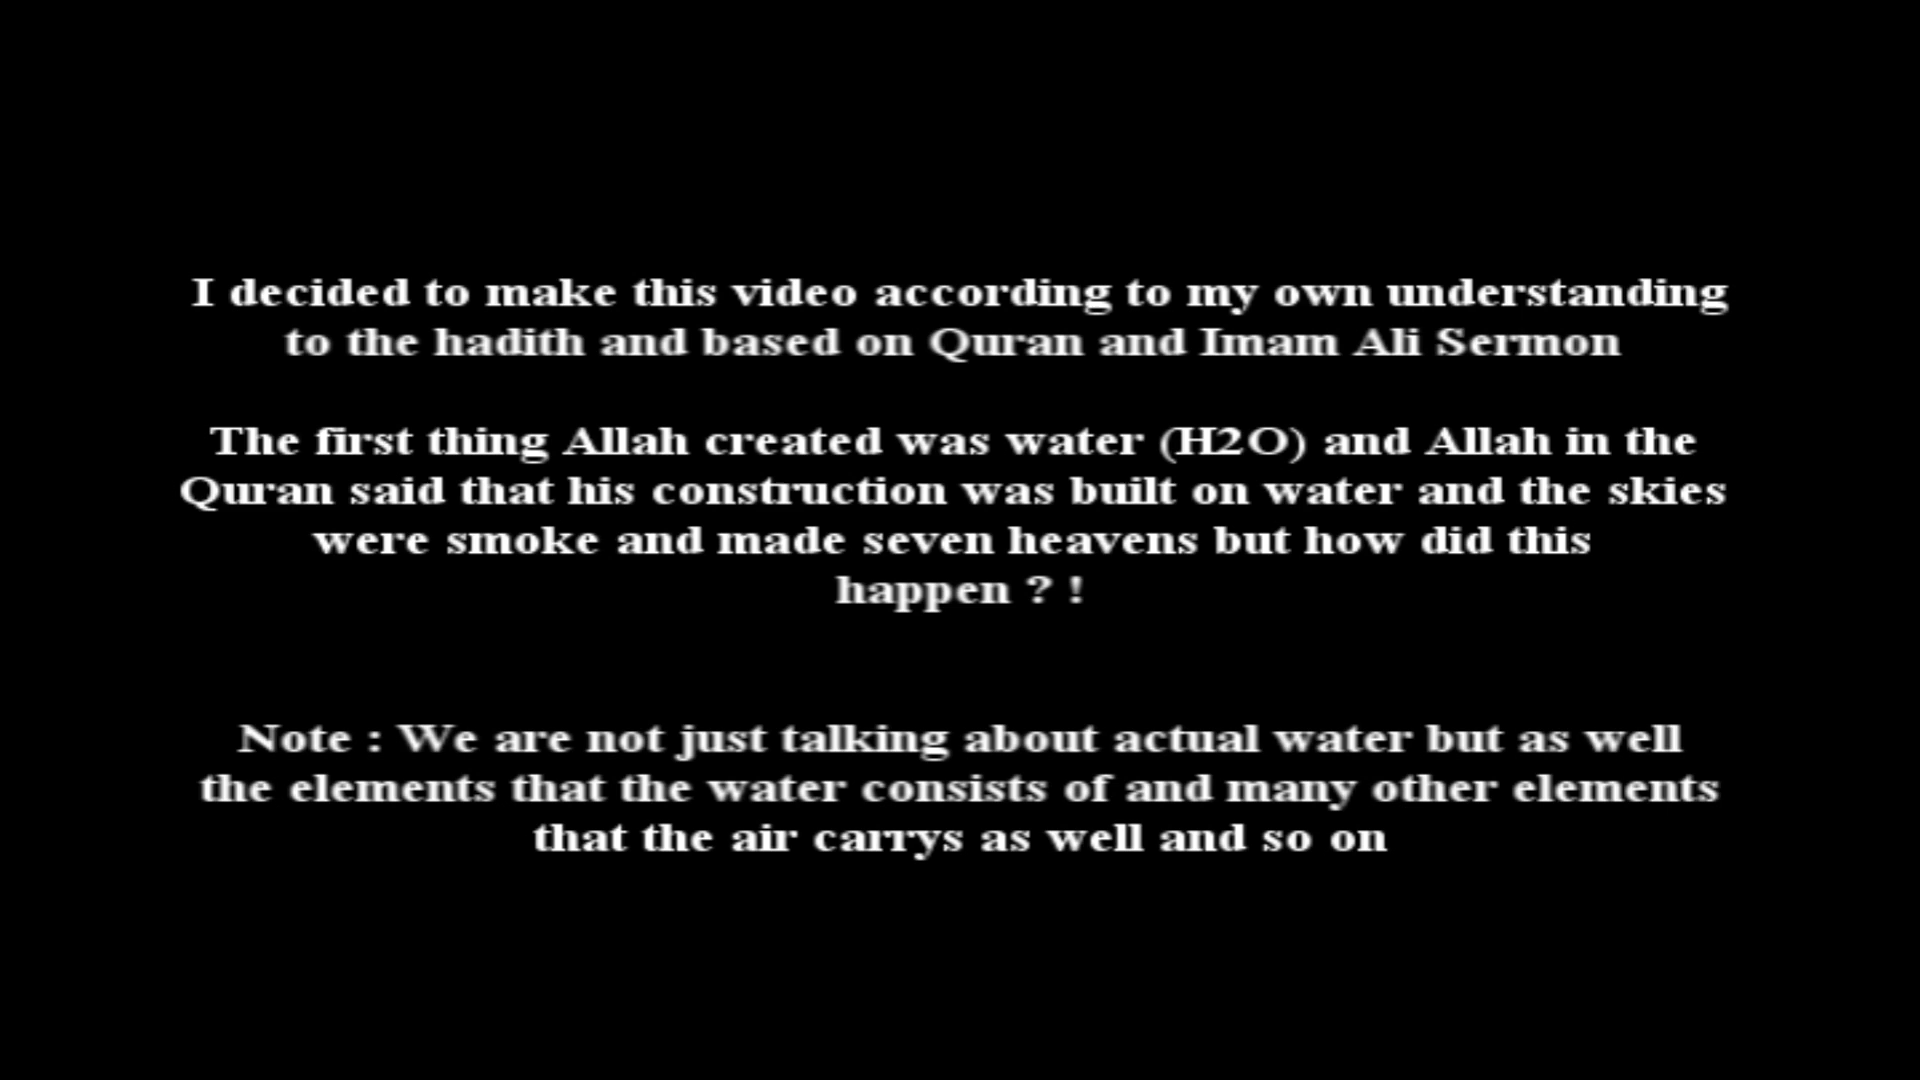 I decided to make this video according to my own understanding
to the hadith and based on Quran and Imam Ali Sermon
The first thing Allah created was water (H2O) and Allah in the
Quran said that his construction was built on water and the skies
were smoke and made seven heavens but how did this
happen ? !
Note : We are not just talking about actual water but as well
the elements that the water consists of and many other elements
that the air carrys as well and so on